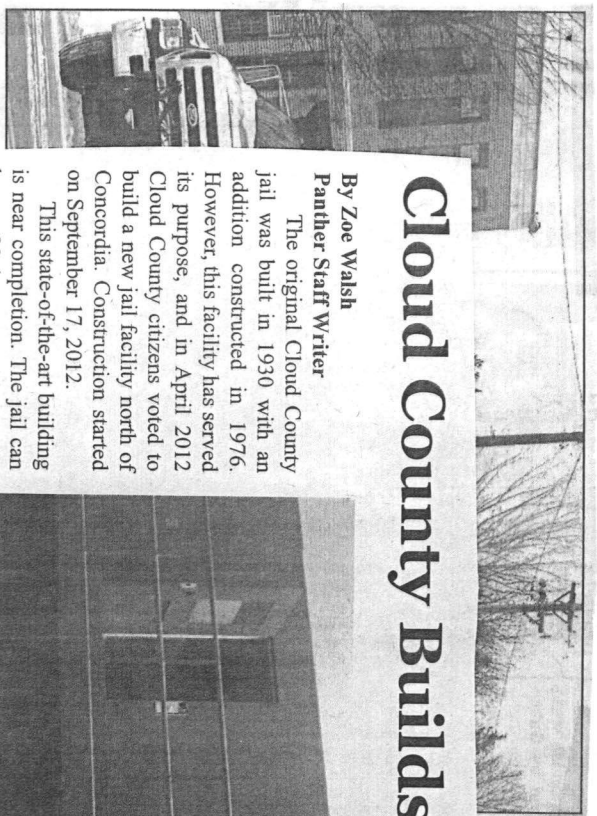 Cloud County Builds
By Zoe Walsh
Panther Staff Writer
The original Cloud County
jail was built in 1930 with an
addition constructed in 1976.
However, this facility has served
its purpose, and in April 2012
Cloud County citizens voted to
build a new jail facility north of
Concordia. Construction started
on September 17, 2012.
This state-of-the-art building
is near completion. The jail can